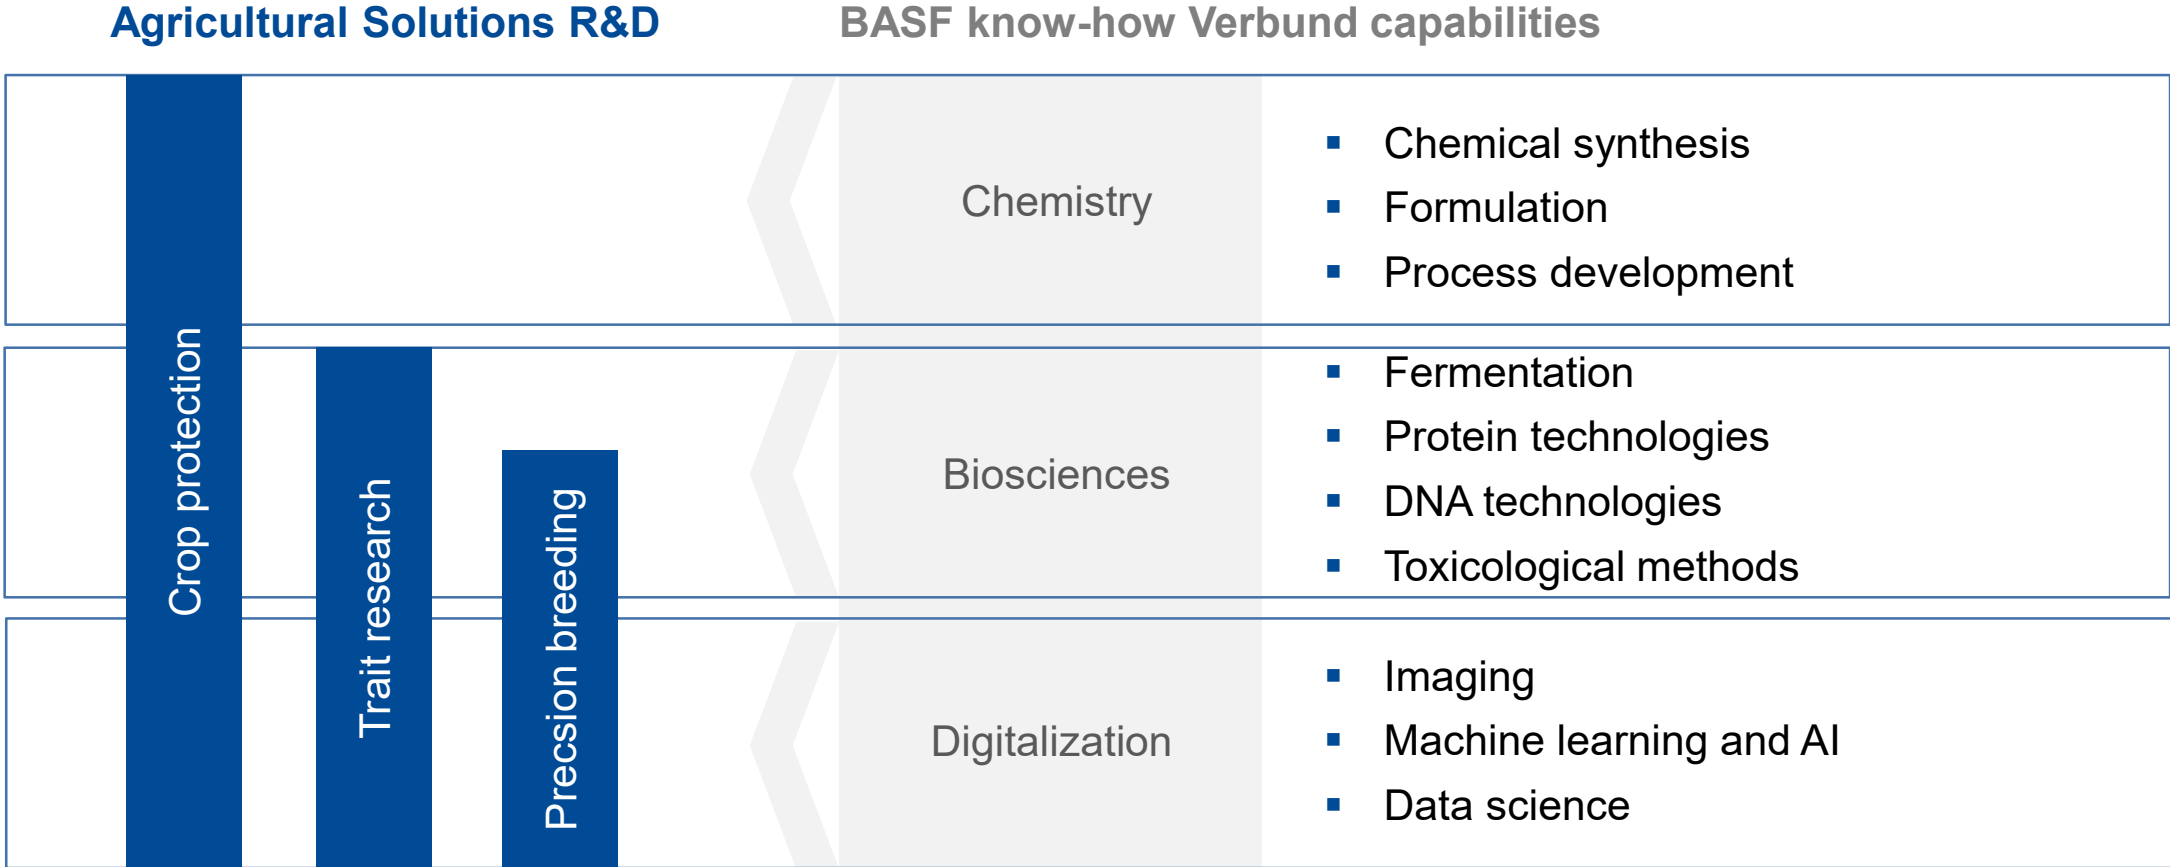 Agricultural Solutions R&D
BASF know-how Verbund capabilities
Crop protection
Trait research
Precsion breeding
Chemistry
▪ Chemical synthesis
▪ Formulation
▪ Process development
Biosciences
▪ Fermentation
▪ Protein technologies
▪ DNA technologies
▪ Toxicological methods
Digitalization
▪ Imaging
▪ Machine learning and AI
▪ Data science